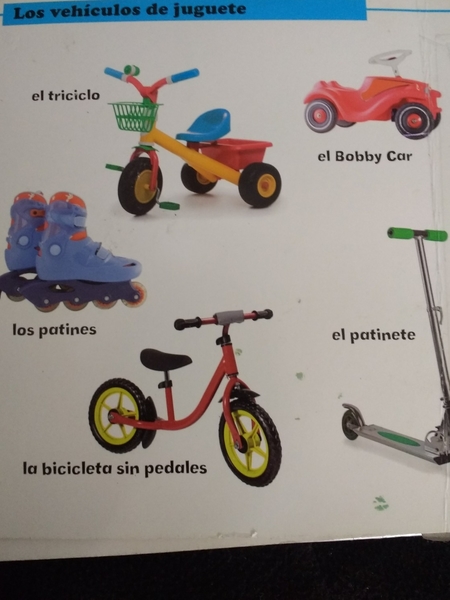 Los vehículos de juguete
el triciclo
el Bobby Car
los patines
el patinete
la bicicleta sin pedales